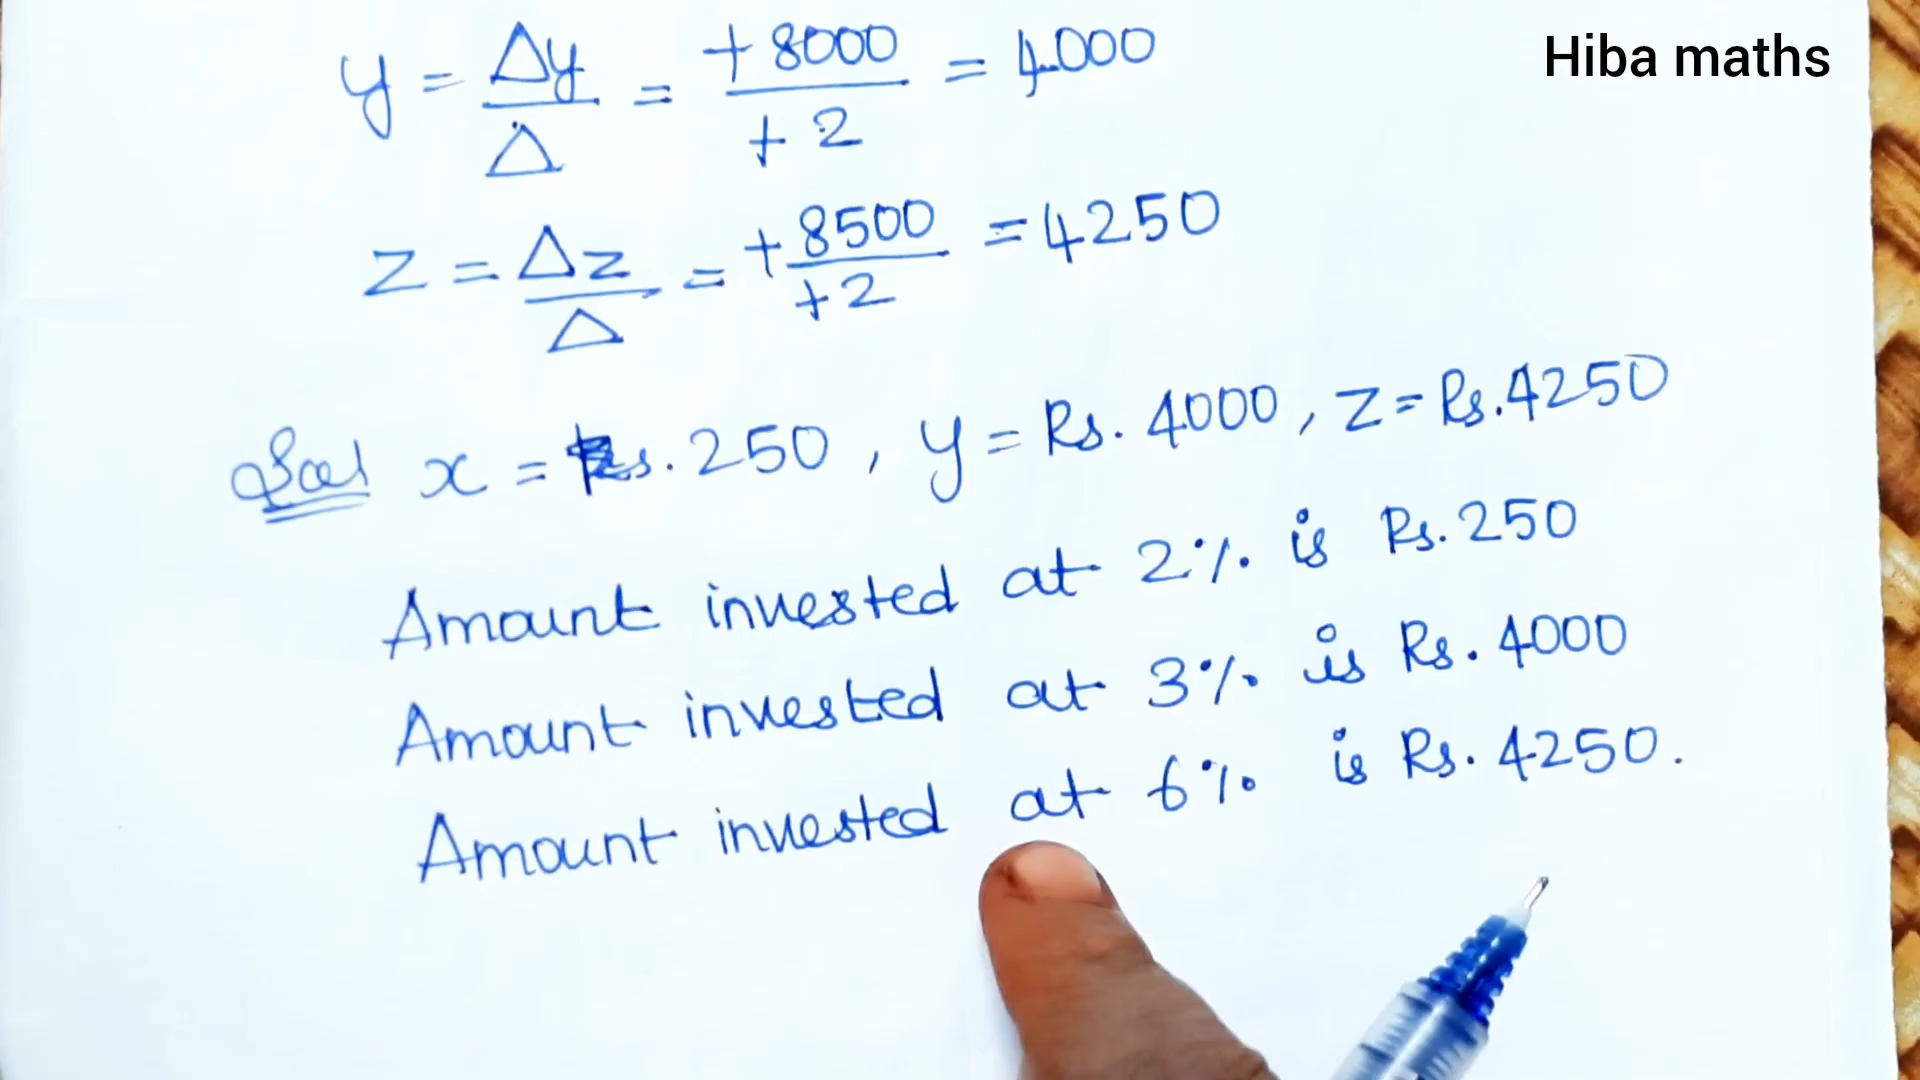 Hiba maths
y = Δy/Δ = +8000/+2 = 4000
z = Δz/Δ = +8500/+2 = 4250
Sol x = Rs. 250, y = Rs. 4000, z = Rs. 4250
Amount invested at 2% is Rs. 250
Amount invested at 3% is Rs. 4000
Amount invested at 6% is Rs. 4250.